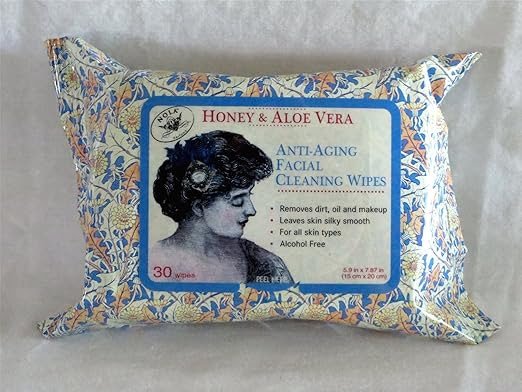 NOLA
HONEY & ALOE VERA
ANTI-AGING
FACIAL
CLEANING WIPES
• Removes dirt, oil and makeup
• Leaves skin silky smooth
• For all skin types
• Alcohol Free
30 wipes
PEEL HERE
5.9 in x 7.87 in
(15 cm x 20 cm)